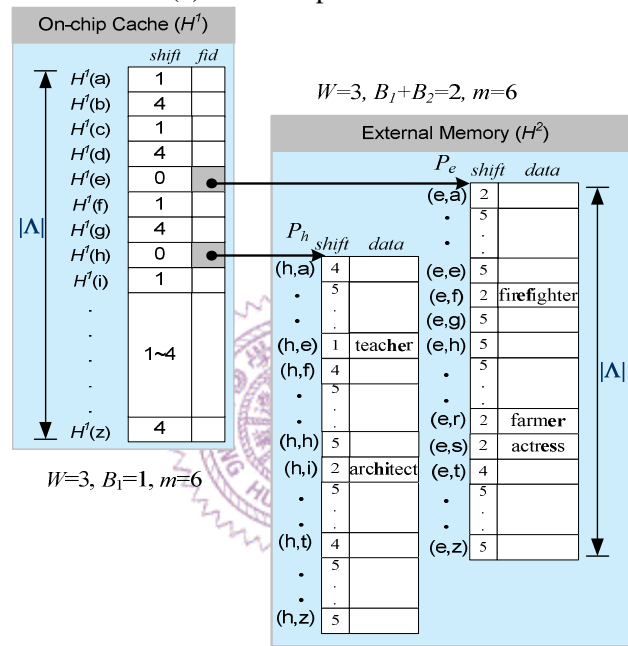 On-chip Cache (H¹)
shift fid
H¹(a) 1
H¹(b) 4
H¹(c) 1
H¹(d) 4
H¹(e) 0
H¹(f) 1
H¹(g) 4
H¹(h) 0
H¹(i) 1
1~4
H¹(z) 4
|Λ|
W=3, B₁=1, m=6
W=3, B₁+B₂=2, m=6
External Memory (H²)
Pₕ shift data
(h,a) 4
5
(h,e) 1 teacher
(h,f) 4
5
(h,h) 5
(h,i) 2 architect
5
(h,t) 4
5
(h,z) 5
Pₑ shift data
(e,a) 2
5
(e,e) 5
(e,f) 2 firefighter
(e,g) 5
(e,h) 5
(e,r) 2 farmer
(e,s) 2 actress
(e,t) 4
5
(e,z) 5
|Λ|